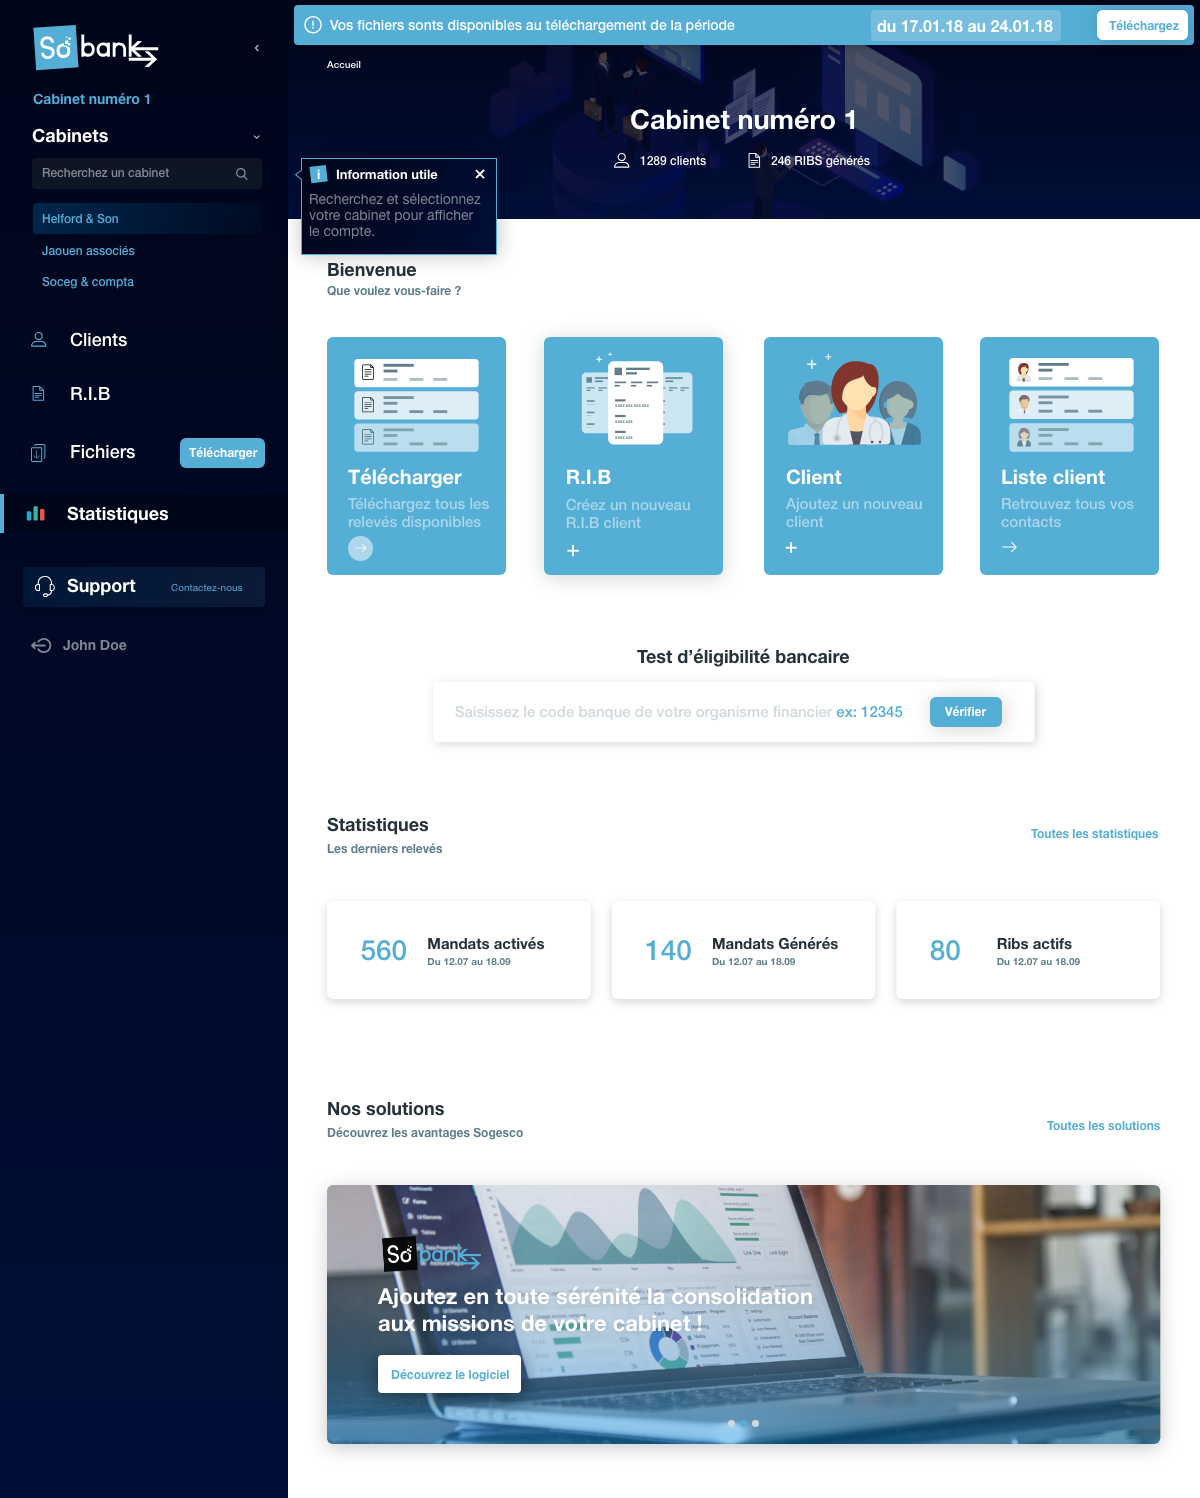 So bank
Cabinet numéro 1
Cabinets
Recherchez un cabinet
Helford & Son
Jaouen associés
Soceg & compta
Clients
R.I.B
Fichiers
Télécharger
Statistiques
Support
Contactez-nous
John Doe
Vos fichiers sonts disponibles au téléchargement de la période
du 17.01.18 au 24.01.18
Téléchargez
Accueil
Cabinet numéro 1
1289 clients
246 RIBS générés
Information utile
Recherchez et sélectionnez
votre cabinet pour afficher
le compte.
Bienvenue
Que voulez vous-faire ?
Télécharger
Téléchargez tous les
relevés disponibles
R.I.B
Créez un nouveau
R.I.B client
Client
Ajoutez un nouveau
client
Liste client
Retrouvez tous vos
contacts
Test d’éligibilité bancaire
Saisissez le code banque de votre organisme financier ex: 12345
Vérifier
Statistiques
Les derniers relevés
Toutes les statistiques
560
Mandats activés
Du 12.07 au 18.09
140
Mandats Générés
Du 12.07 au 18.09
80
Ribs actifs
Du 12.07 au 18.09
Nos solutions
Découvrez les avantages Sogesco
Toutes les solutions
So bank
Ajoutez en toute sérénité la consolidation
aux missions de votre cabinet !
Découvrez le logiciel